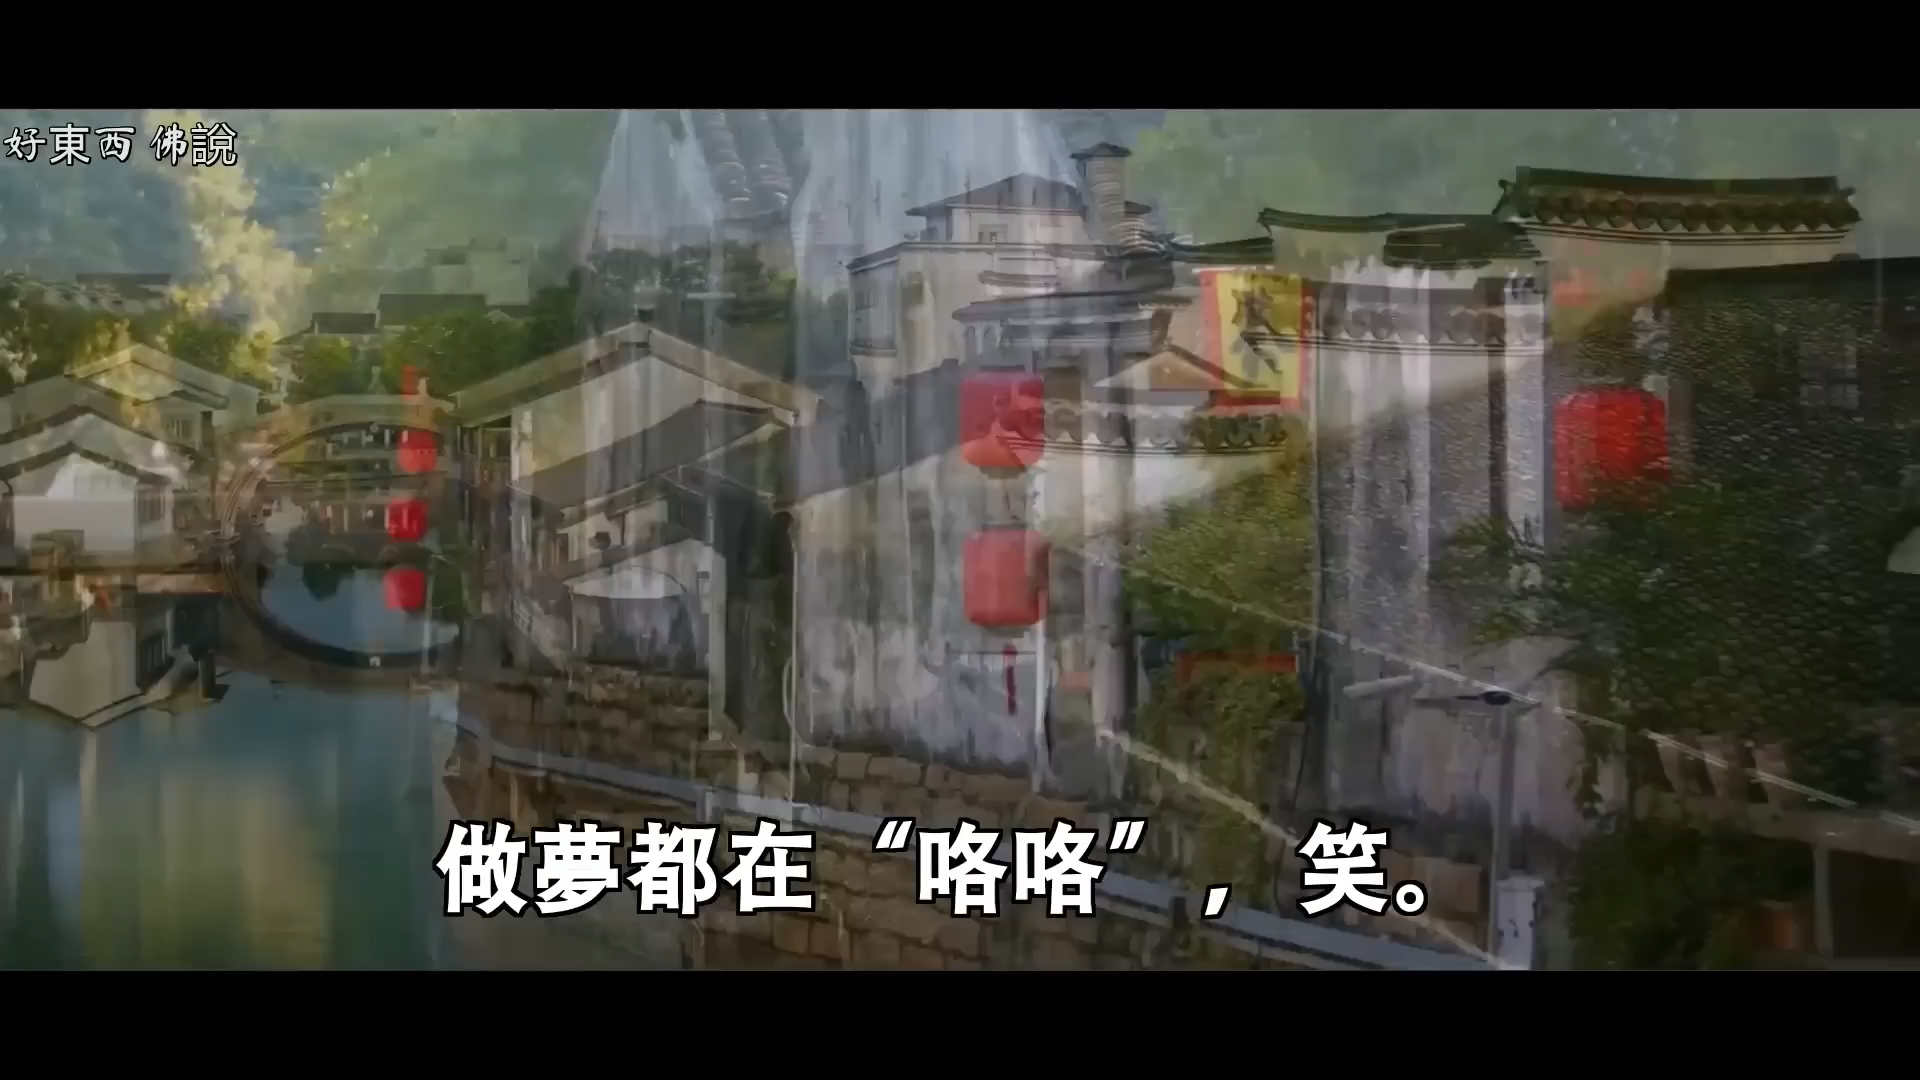 好東西 佛說
做夢都在“咯咯”，笑。